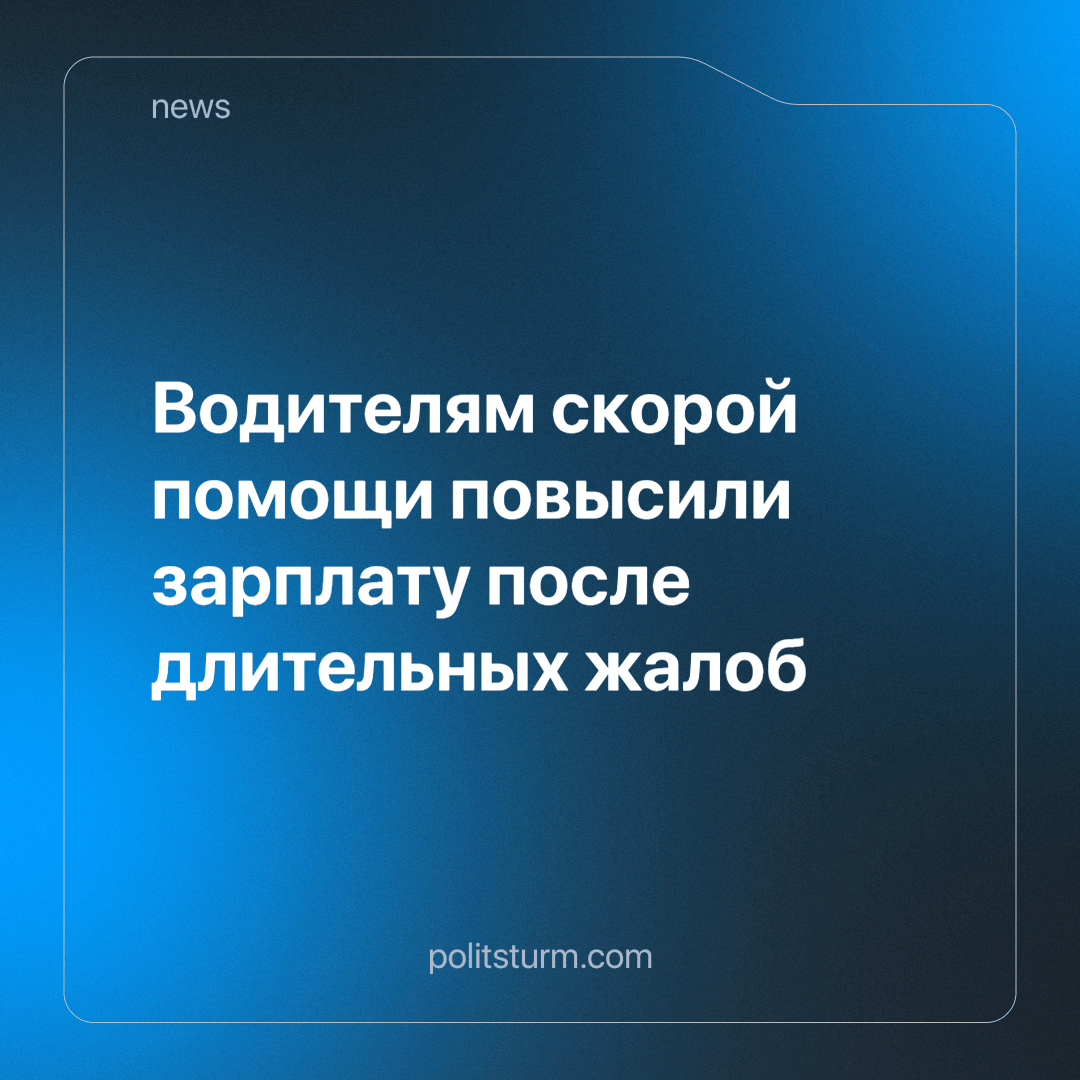 news
Водителям скорой
помощи повысили
зарплату после
длительных жалоб
politsturm.com